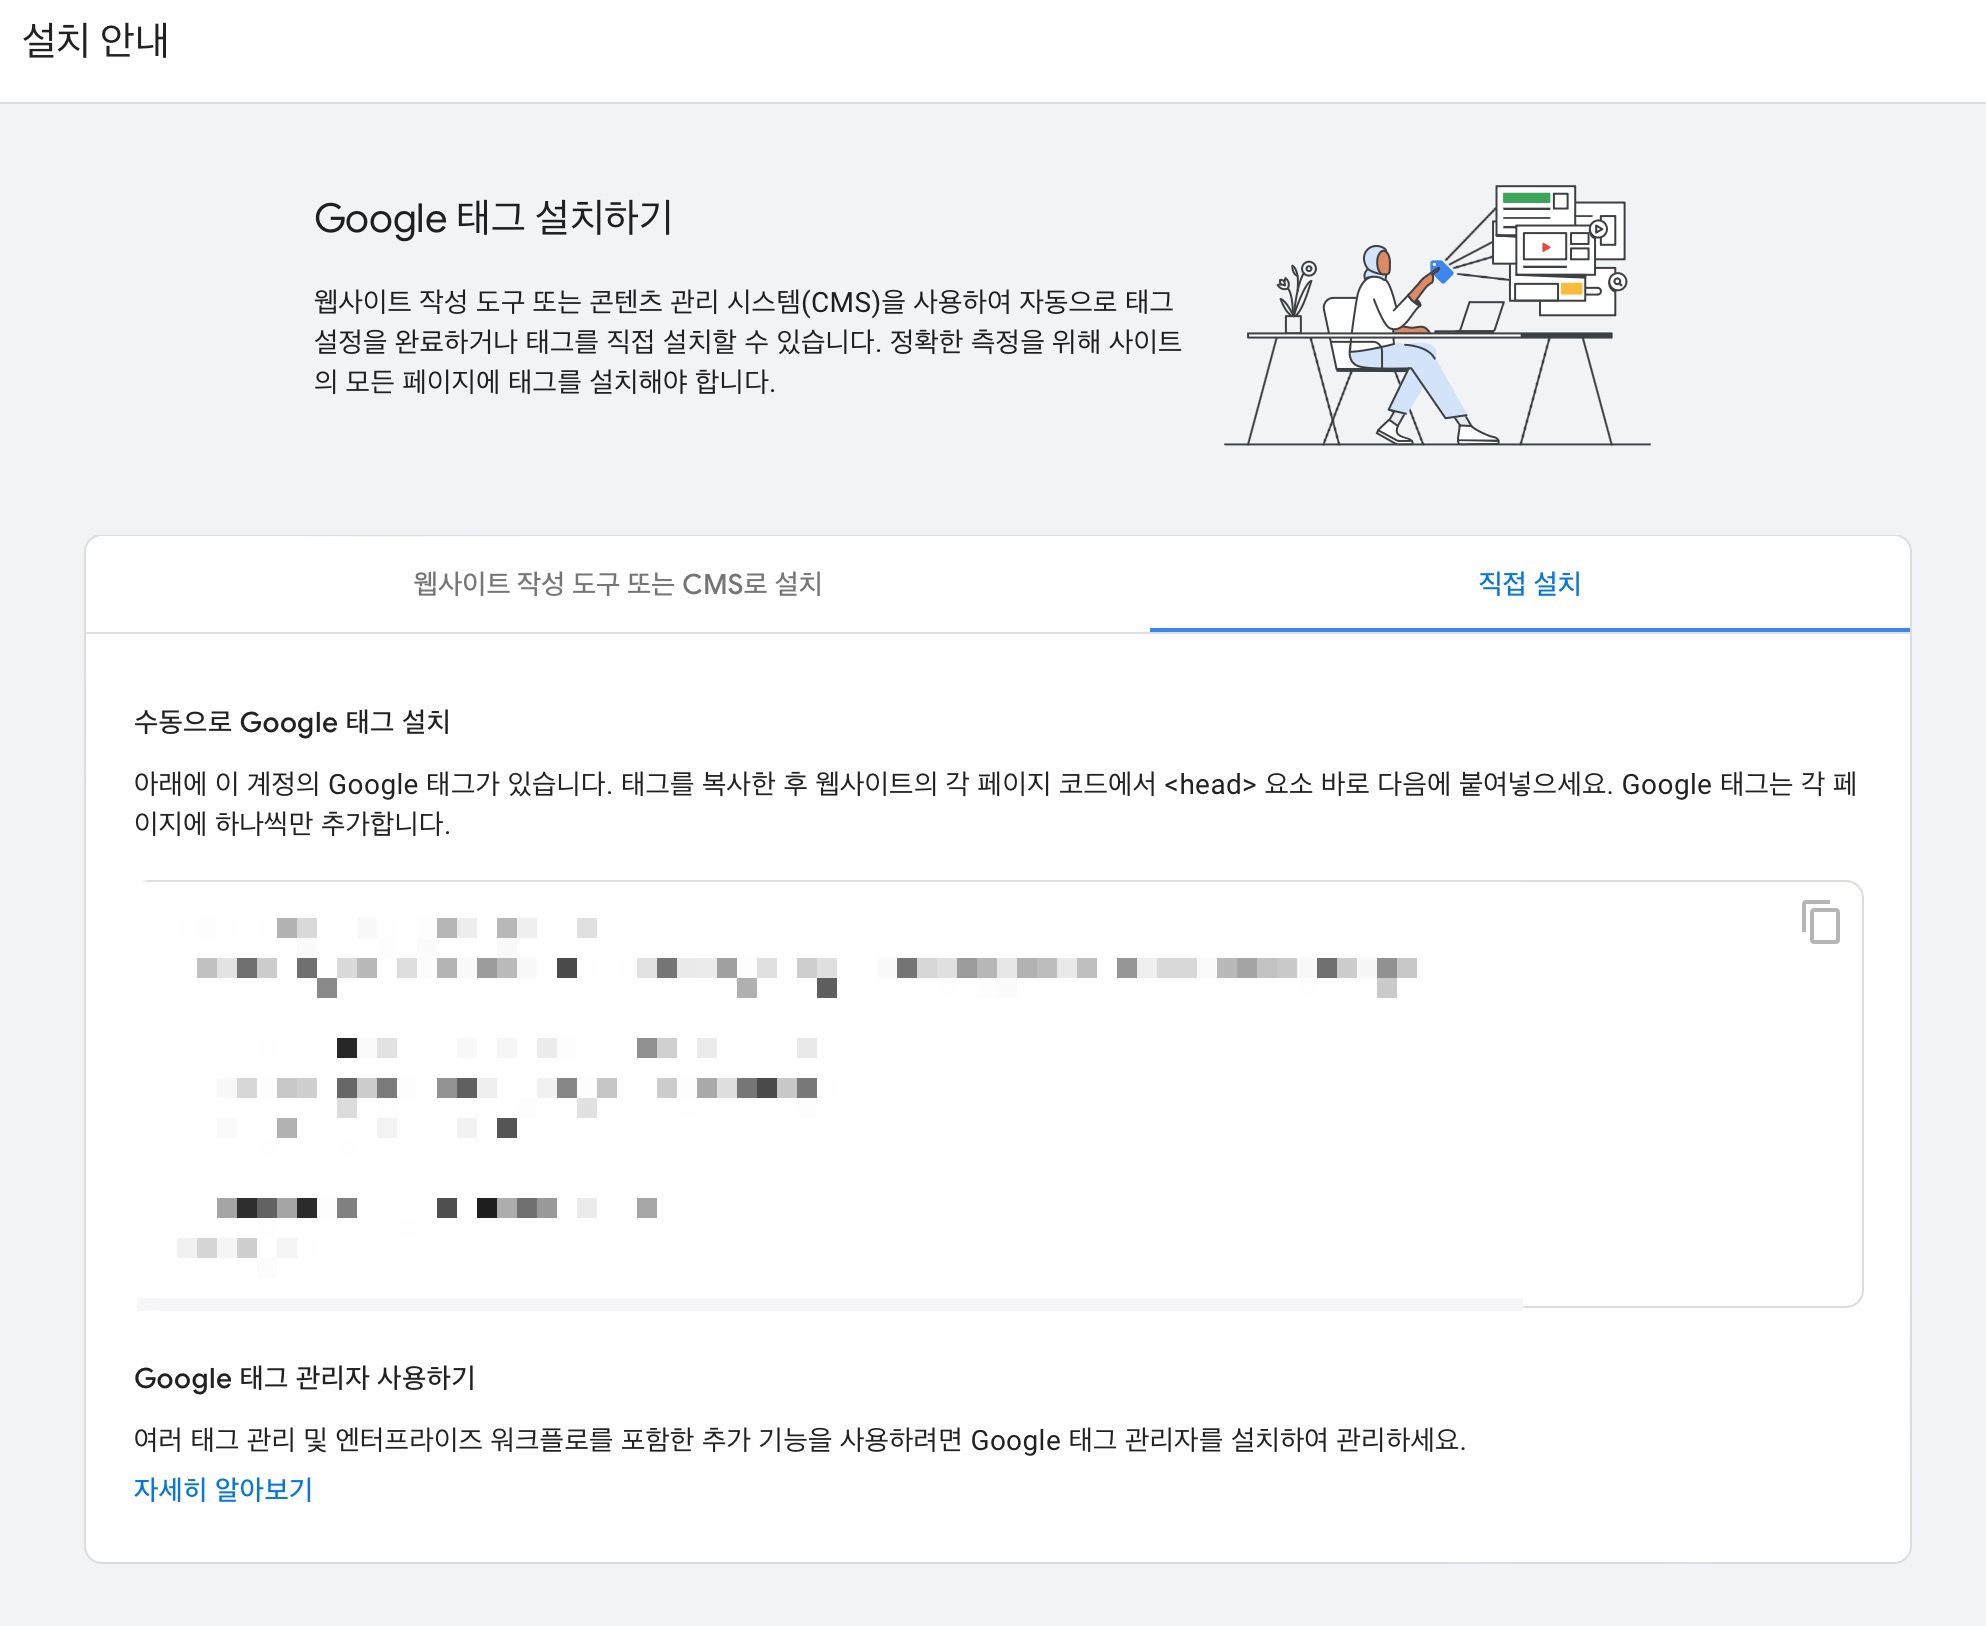 설치 안내
Google 태그 설치하기
웹사이트 작성 도구 또는 콘텐츠 관리 시스템(CMS)을 사용하여 자동으로 태그
설정을 완료하거나 태그를 직접 설치할 수 있습니다. 정확한 측정을 위해 사이트
의 모든 페이지에 태그를 설치해야 합니다.
웹사이트 작성 도구 또는 CMS로 설치
직접 설치
수동으로 Google 태그 설치
아래에 이 계정의 Google 태그가 있습니다. 태그를 복사한 후 웹사이트의 각 페이지 코드에서 <head> 요소 바로 다음에 붙여넣으세요. Google 태그는 각 페
이지에 하나씩만 추가합니다.
Google 태그 관리자 사용하기
여러 태그 관리 및 엔터프라이즈 워크플로를 포함한 추가 기능을 사용하려면 Google 태그 관리자를 설치하여 관리하세요.
자세히 알아보기